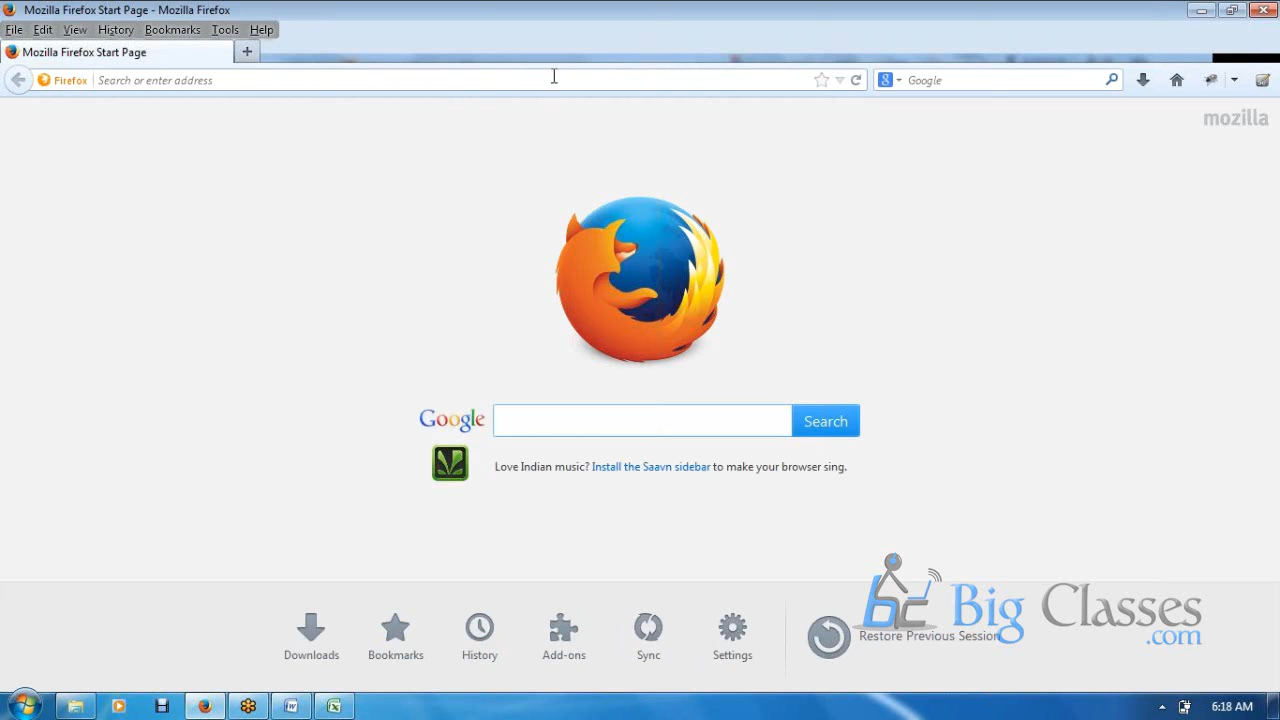 Mozilla Firefox Start Page - Mozilla Firefox
File Edit View History Bookmarks Tools Help
Mozilla Firefox Start Page
Firefox Search or enter address
Google
mozilla
Google Search
Love Indian music? Install the Saavn sidebar to make your browser sing.
Big Classes
.com
Restore Previous Session
Downloads Bookmarks History Add-ons Sync Settings
6:18 AM